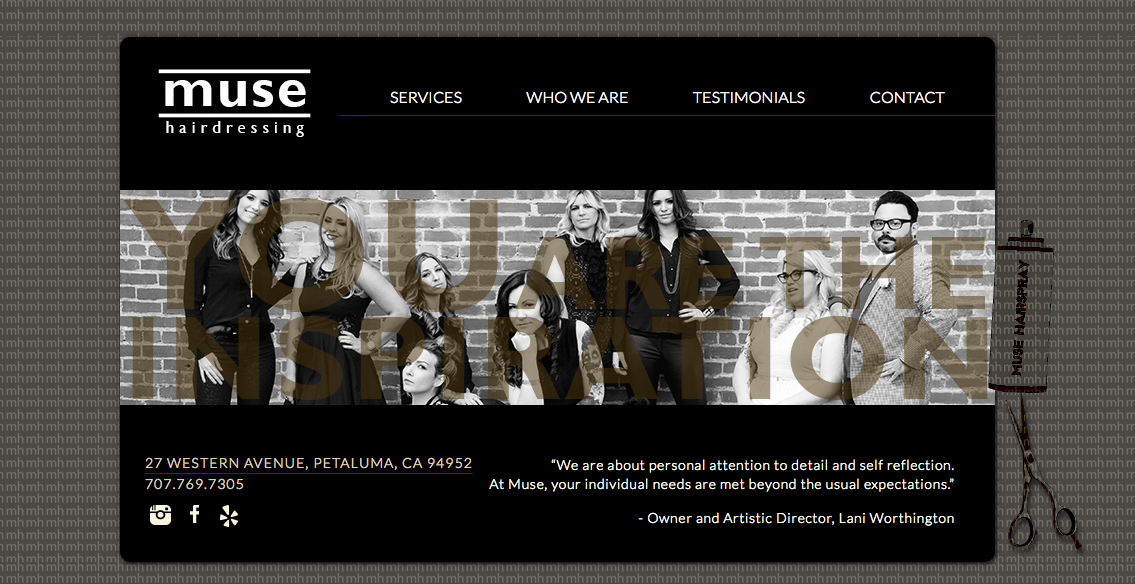 muse
hairdressing
SERVICES
WHO WE ARE
TESTIMONIALS
CONTACT
YOU ARE THE
INSPIRATION
MUSE HAIRSPRAY
27 WESTERN AVENUE, PETALUMA, CA 94952
707.769.7305
“We are about personal attention to detail and self reflection.
At Muse, your individual needs are met beyond the usual expectations.”
- Owner and Artistic Director, Lani Worthington